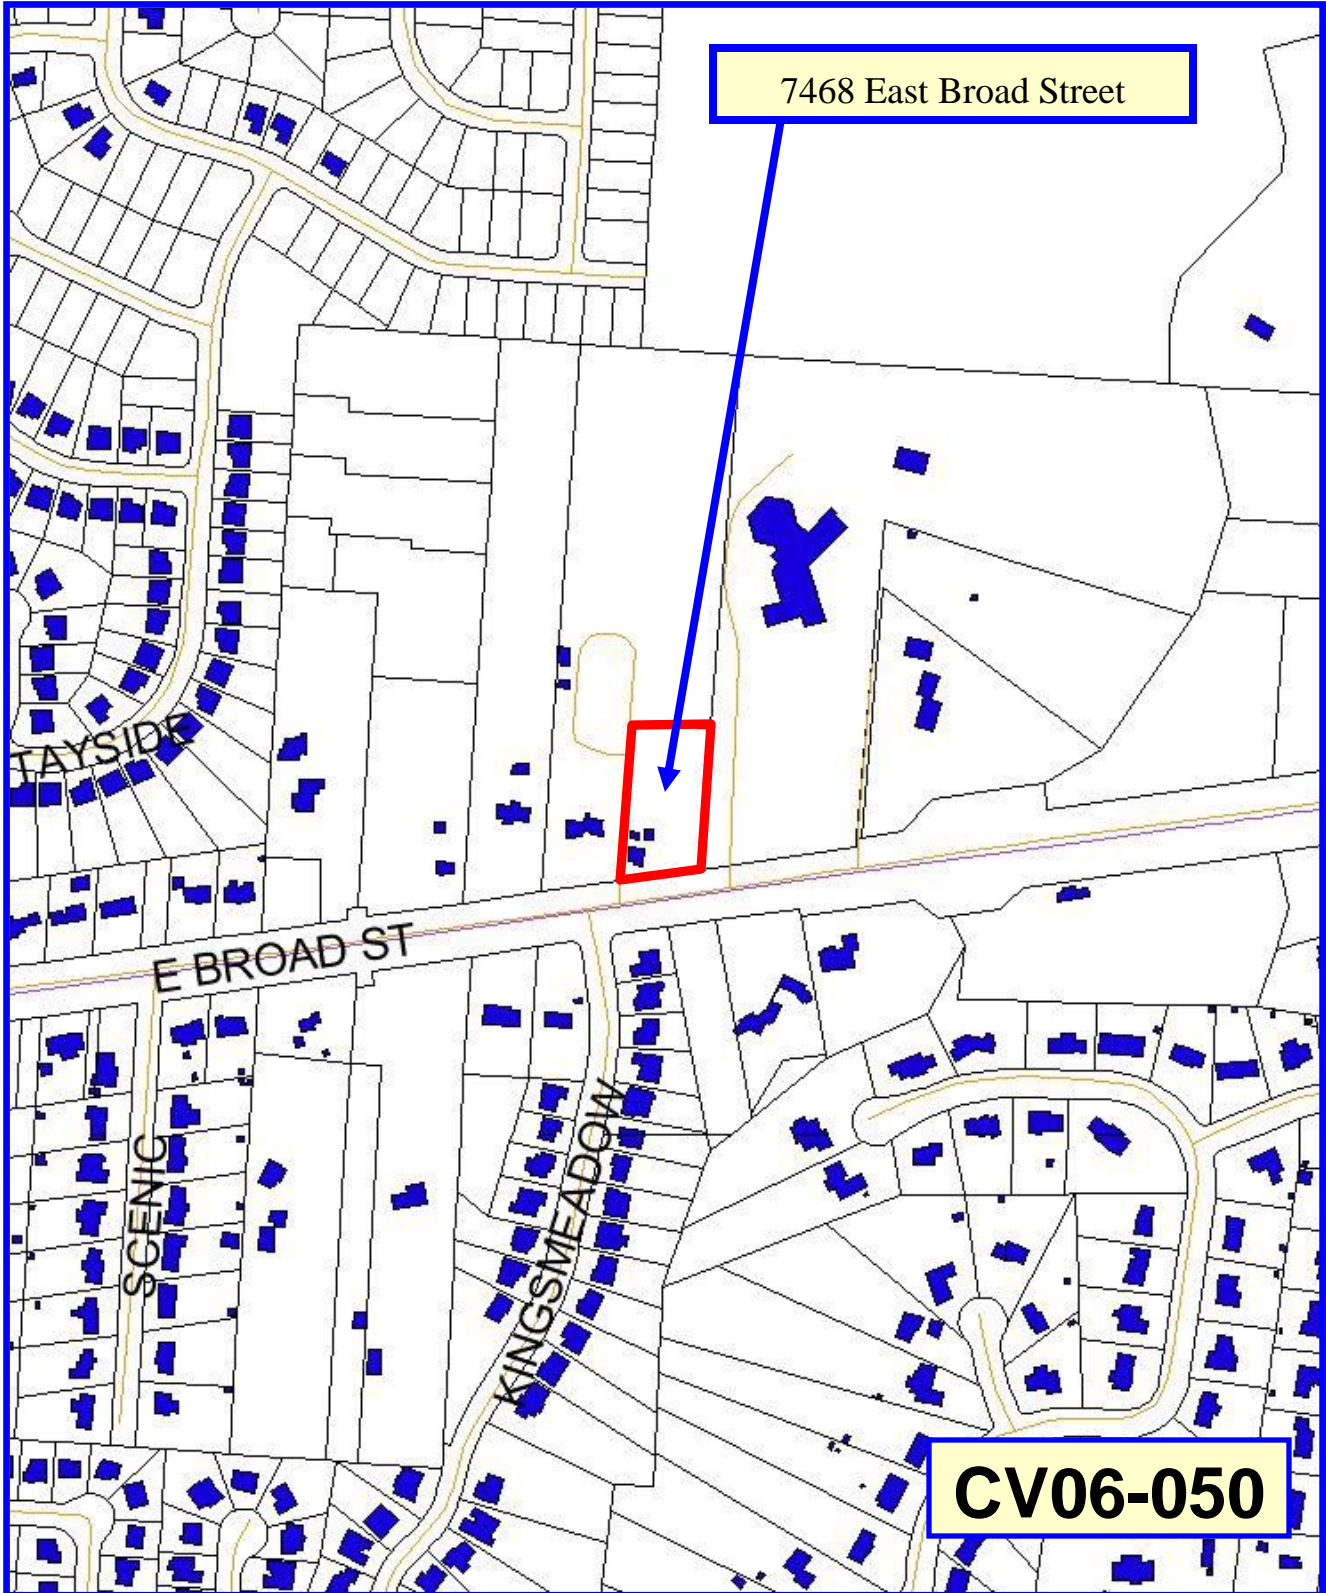 7468 East Broad Street
TAYSIDE
E BROAD ST
SCENIC
KINGSMEADOW
CV06-050